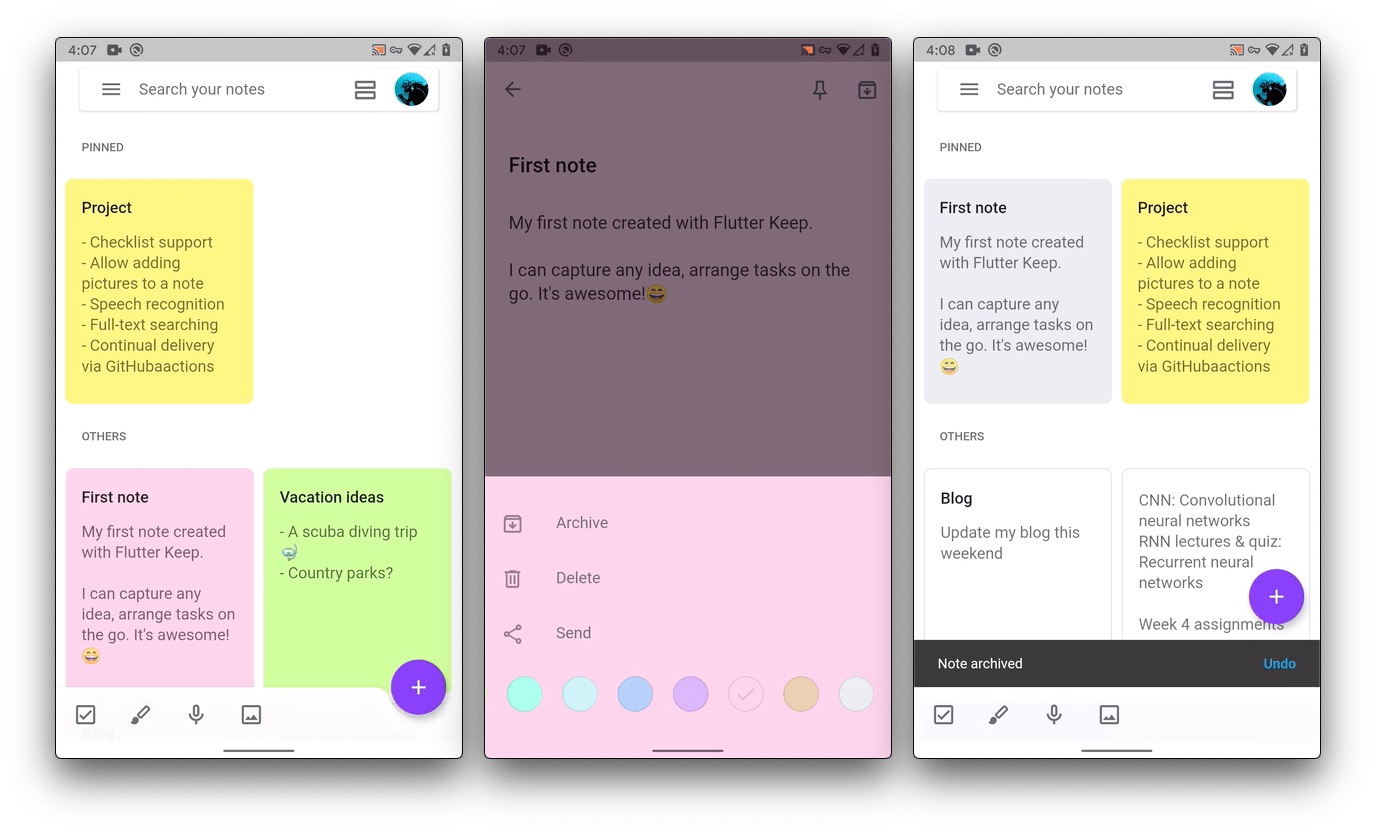 4:07
Search your notes
PINNED
Project
- Checklist support
- Allow adding
pictures to a note
- Speech recognition
- Full-text searching
- Continual delivery
via GitHubaactions
OTHERS
First note
My first note created
with Flutter Keep.
I can capture any
idea, arrange tasks on
the go. It's awesome!
😄
Vacation ideas
- A scuba diving trip
🤿
- Country parks?
Blog
4:07
First note
My first note created with Flutter Keep.
I can capture any idea, arrange tasks on the
go. It's awesome!😄
Archive
Delete
Send
4:08
Search your notes
PINNED
First note
My first note created
with Flutter Keep.
I can capture any
idea, arrange tasks on
the go. It's awesome!
😄
Project
- Checklist support
- Allow adding
pictures to a note
- Speech recognition
- Full-text searching
- Continual delivery
via GitHubaactions
OTHERS
Blog
Update my blog this
weekend
CNN: Convolutional
neural networks
RNN lectures & quiz:
Recurrent neural
networks
Week 4 assignments
Note archived
Undo